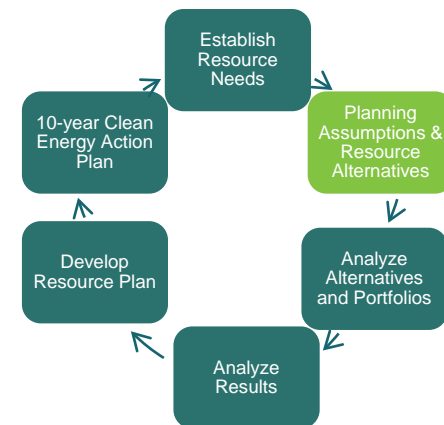 Establish
Resource
Needs
Planning
Assumptions &
Resource
Alternatives
Analyze
Alternatives
and Portfolios
Analyze
Results
Develop
Resource Plan
10-year Clean
Energy Action
Plan